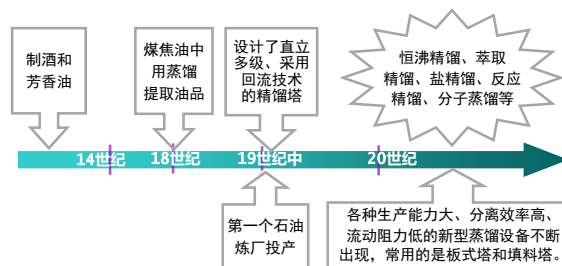 制酒和
芳香油
煤焦油中
用蒸馏
提取油品
设计了直立
多级、采用
回流技术
的精馏塔
恒沸精馏、萃取
精馏、盐精馏、反应
精馏、分子蒸馏等
14世纪
18世纪
19世纪中
20世纪
第一个石油
炼厂投产
各种生产能力大、分离效率高、
流动阻力低的新型蒸馏设备不断
出现，常用的是板式塔和填料塔。